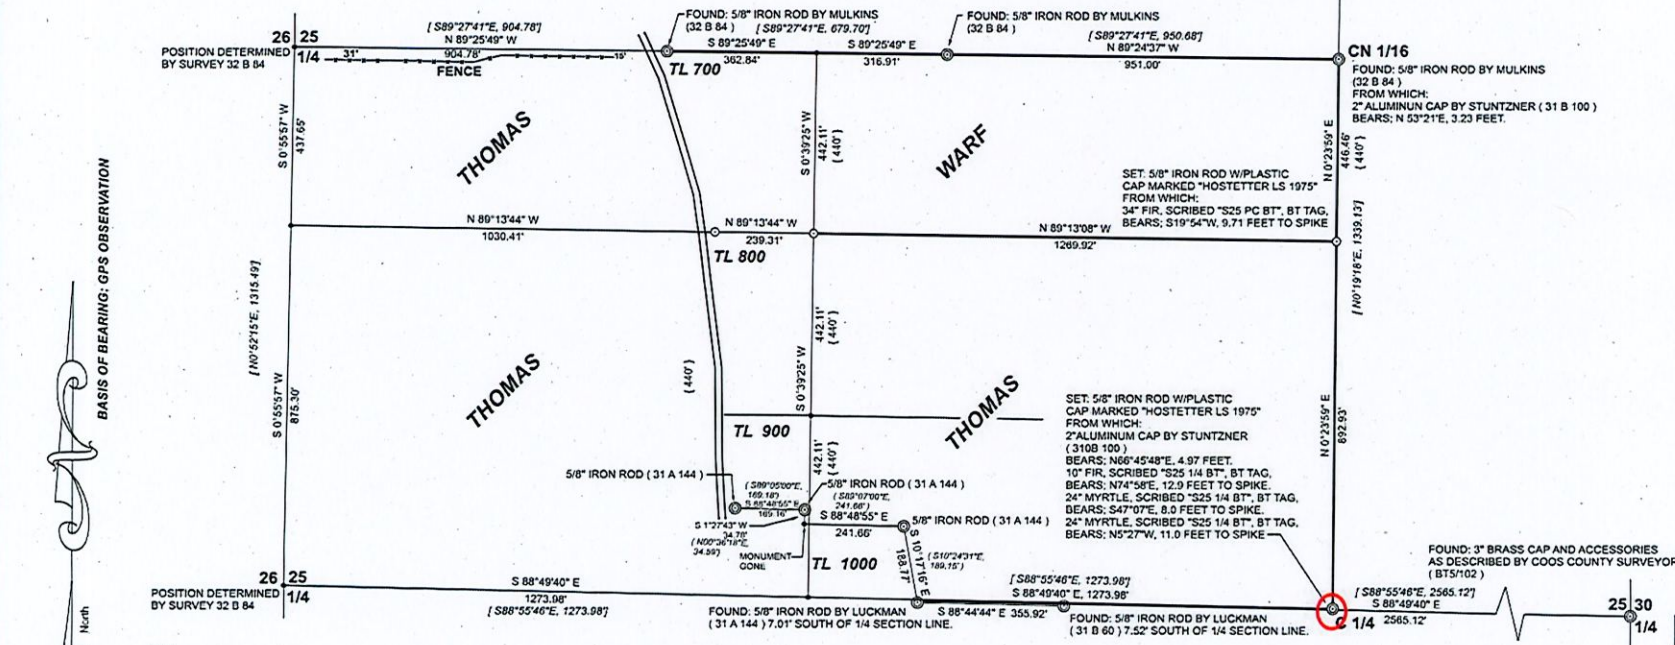 [ S89°27'41"E, 904.78']
N 89°25'49" W
904.78'
26 25
1/4
POSITION DETERMINED
BY SURVEY 32 B 84
31'
15'
FENCE
FOUND: 5/8" IRON ROD BY MULKINS
(32 B 84 )
[ S89°27'41"E, 679.70']
S 89°25'49" E
362.84'
TL 700
S 89°25'49" E
316.91'
FOUND: 5/8" IRON ROD BY MULKINS
(32 B 84 )
[S89°27'41"E, 950.68']
N 89°24'37" W
951.00'
CN 1/16
FOUND: 5/8" IRON ROD BY MULKINS
(32 B 84 )
FROM WHICH:
2" ALUMINUN CAP BY STUNTZNER ( 31 B 100 )
BEARS; N 53°21'E, 3.23 FEET.
BASIS OF BEARING: GPS OBSERVATION
S 0°55'57" W
437.65'
THOMAS
S 0°39'25" W
442.11'
( 440' )
WARF
N 0°23'59" E
446.46'
( 440' )
SET: 5/8" IRON ROD W/PLASTIC
CAP MARKED "HOSTETTER LS 1975"
FROM WHICH:
34" FIR, SCRIBED "S25 PC BT", BT TAG,
BEARS; S19°54'W, 9.71 FEET TO SPIKE
N 89°13'44" W
1030.41'
N 89°13'44" W
239.31'
TL 800
N 89°13'08" W
1269.92'
[ N0°19'18"E, 1339.13']
[N0°52'15"E, 1315.49']
S 0°55'57" W
875.30'
THOMAS
( 440' )
442.11'
( 440' )
S 0°39'25" W
THOMAS
N 0°23'59" E
892.93'
TL 900
442.11'
( 440' )
SET: 5/8" IRON ROD W/PLASTIC
CAP MARKED "HOSTETTER LS 1975"
FROM WHICH:
2"ALUMINUM CAP BY STUNTZNER
( 310B 100 )
BEARS; N66°45'48"E, 4.97 FEET.
10" FIR, SCRIBED "S25 1/4 BT", BT TAG,
BEARS; N74°58'E, 12.9 FEET TO SPIKE.
24" MYRTLE, SCRIBED "S25 1/4 BT", BT TAG,
BEARS; S47°07'E, 8.0 FEET TO SPIKE.
24" MYRTLE, SCRIBED "S25 1/4 BT", BT TAG,
BEARS; N5°27'W, 11.0 FEET TO SPIKE
5/8" IRON ROD ( 31 A 144 )
( S89°05'00"E,
169.18')
S 88°48'55" E
169.16'
5/8" IRON ROD ( 31 A 144 )
( S89°07'00"E,
241.66')
S 88°48'55" E
241.66'
5/8" IRON ROD ( 31 A 144 )
S 1°27'43" W
34.78'
( N00°36'18"E,
34.59')
MONUMENT
GONE
TL 1000
S 10°17'16" E
188.77'
( S10°24'31"E,
189.15')
26 25
1/4
POSITION DETERMINED
BY SURVEY 32 B 84
North
S 88°49'40" E
1273.98'
[ S88°55'46"E, 1273.98']
FOUND: 5/8" IRON ROD BY LUCKMAN
( 31 A 144 ) 7.01' SOUTH OF 1/4 SECTION LINE.
[S88°55'46"E, 1273.98']
S 88°49'40" E, 1273.98'
S 88°44'44" E 355.92'
FOUND: 5/8" IRON ROD BY LUCKMAN
( 31 B 60 ) 7.52' SOUTH OF 1/4 SECTION LINE.
C 1/4
FOUND: 3" BRASS CAP AND ACCESSORIES
AS DESCRIBED BY COOS COUNTY SURVEYOR
( BT5/102 )
[ S88°55'46"E, 2565.12']
S 88°49'40" E
2565.12'
25 30
1/4